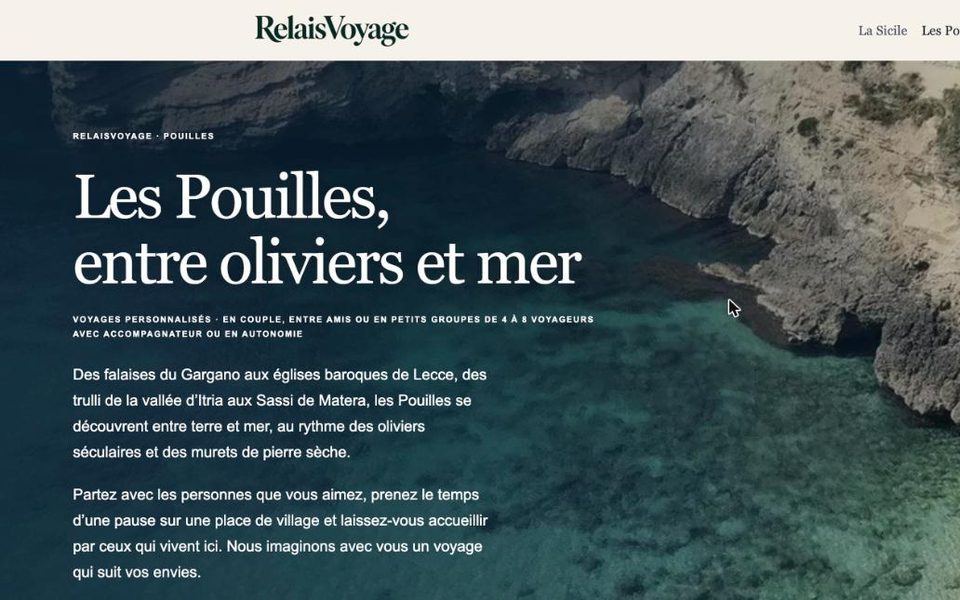 RelaisVoyage
La Sicile Les Po
RELAISVOYAGE · POUILLES
Les Pouilles,
entre oliviers et mer
VOYAGES PERSONNALISÉS · EN COUPLE, ENTRE AMIS OU EN PETITS GROUPES DE 4 À 8 VOYAGEURS
AVEC ACCOMPAGNATEUR OU EN AUTONOMIE
Des falaises du Gargano aux églises baroques de Lecce, des
trulli de la vallée d’Itria aux Sassi de Matera, les Pouilles se
découvrent entre terre et mer, au rythme des oliviers
séculaires et des murets de pierre sèche.
Partez avec les personnes que vous aimez, prenez le temps
d’une pause sur une place de village et laissez-vous accueillir
par ceux qui vivent ici. Nous imaginons avec vous un voyage
qui suit vos envies.